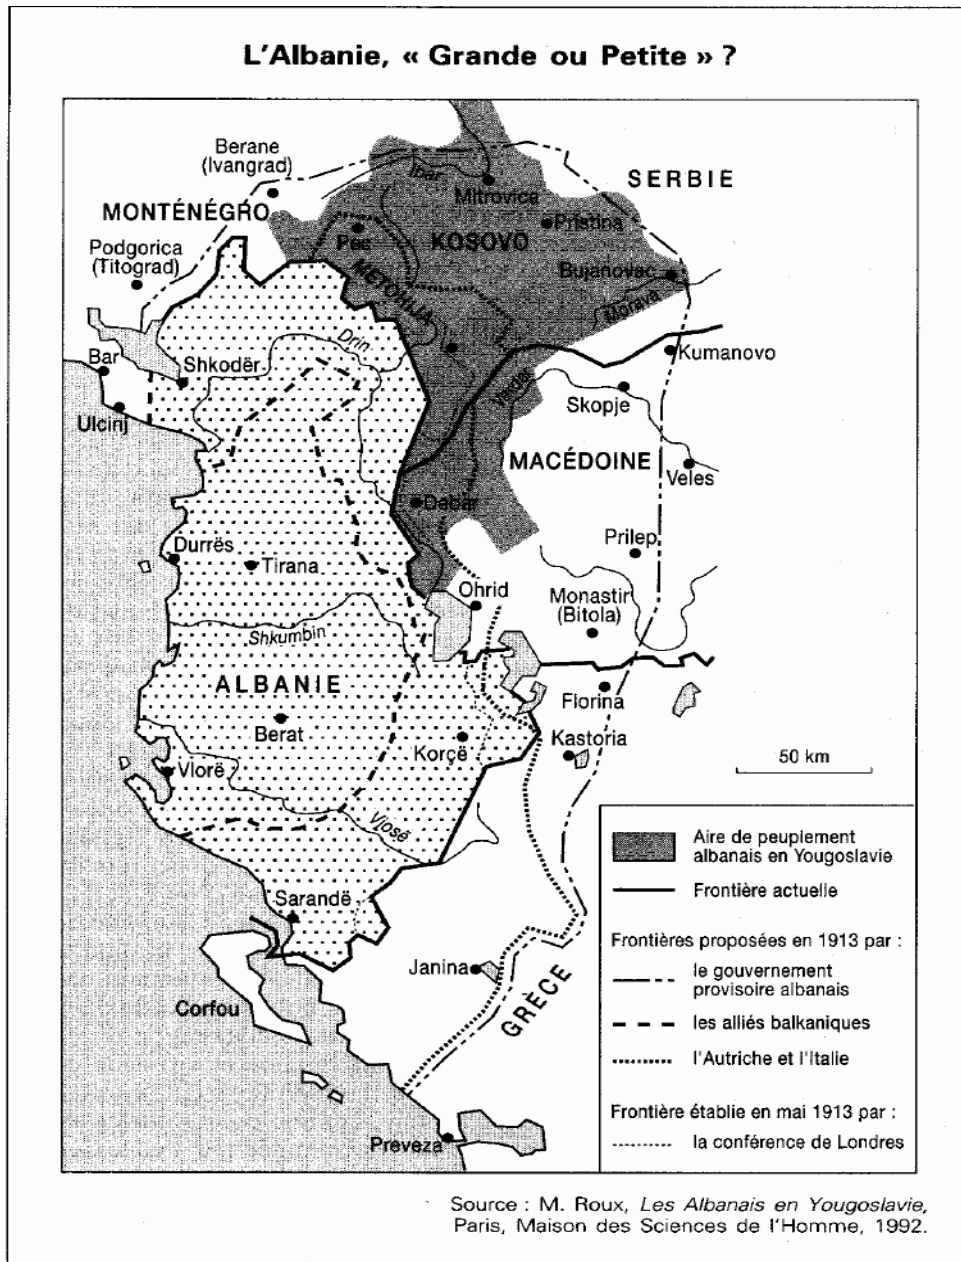 L'Albanie, « Grande ou Petite » ?
Berane
(Ivangrad)
Ibar
SERBIE
Mitrovica
MONTÉNÉGRO
Pristina
Pec
KOSOVO
Podgorica
(Titograd)
Bujanovac
METOHIJA
Morava
Drin
Kumanovo
Bar
Shkodër
Vardar
Skopje
Ulcinj
MACÉDOINE
Veles
Debar
Prilep
Durrës
Tirana
Ohrid
Monastir
(Bitola)
Shkumbin
ALBANIE
Florina
Berat
Korçë
Kastoria
50 km
Vlorë
Vjosë
Sarandë
Janina
GRÈCE
Corfou
Preveza
Aire de peuplement
albanais en Yougoslavie
Frontière actuelle
Frontières proposées en 1913 par :
le gouvernement
provisoire albanais
les alliés balkaniques
l'Autriche et l'Italie
Frontière établie en mai 1913 par :
la conférence de Londres
Source : M. Roux, Les Albanais en Yougoslavie,
Paris, Maison des Sciences de l'Homme, 1992.